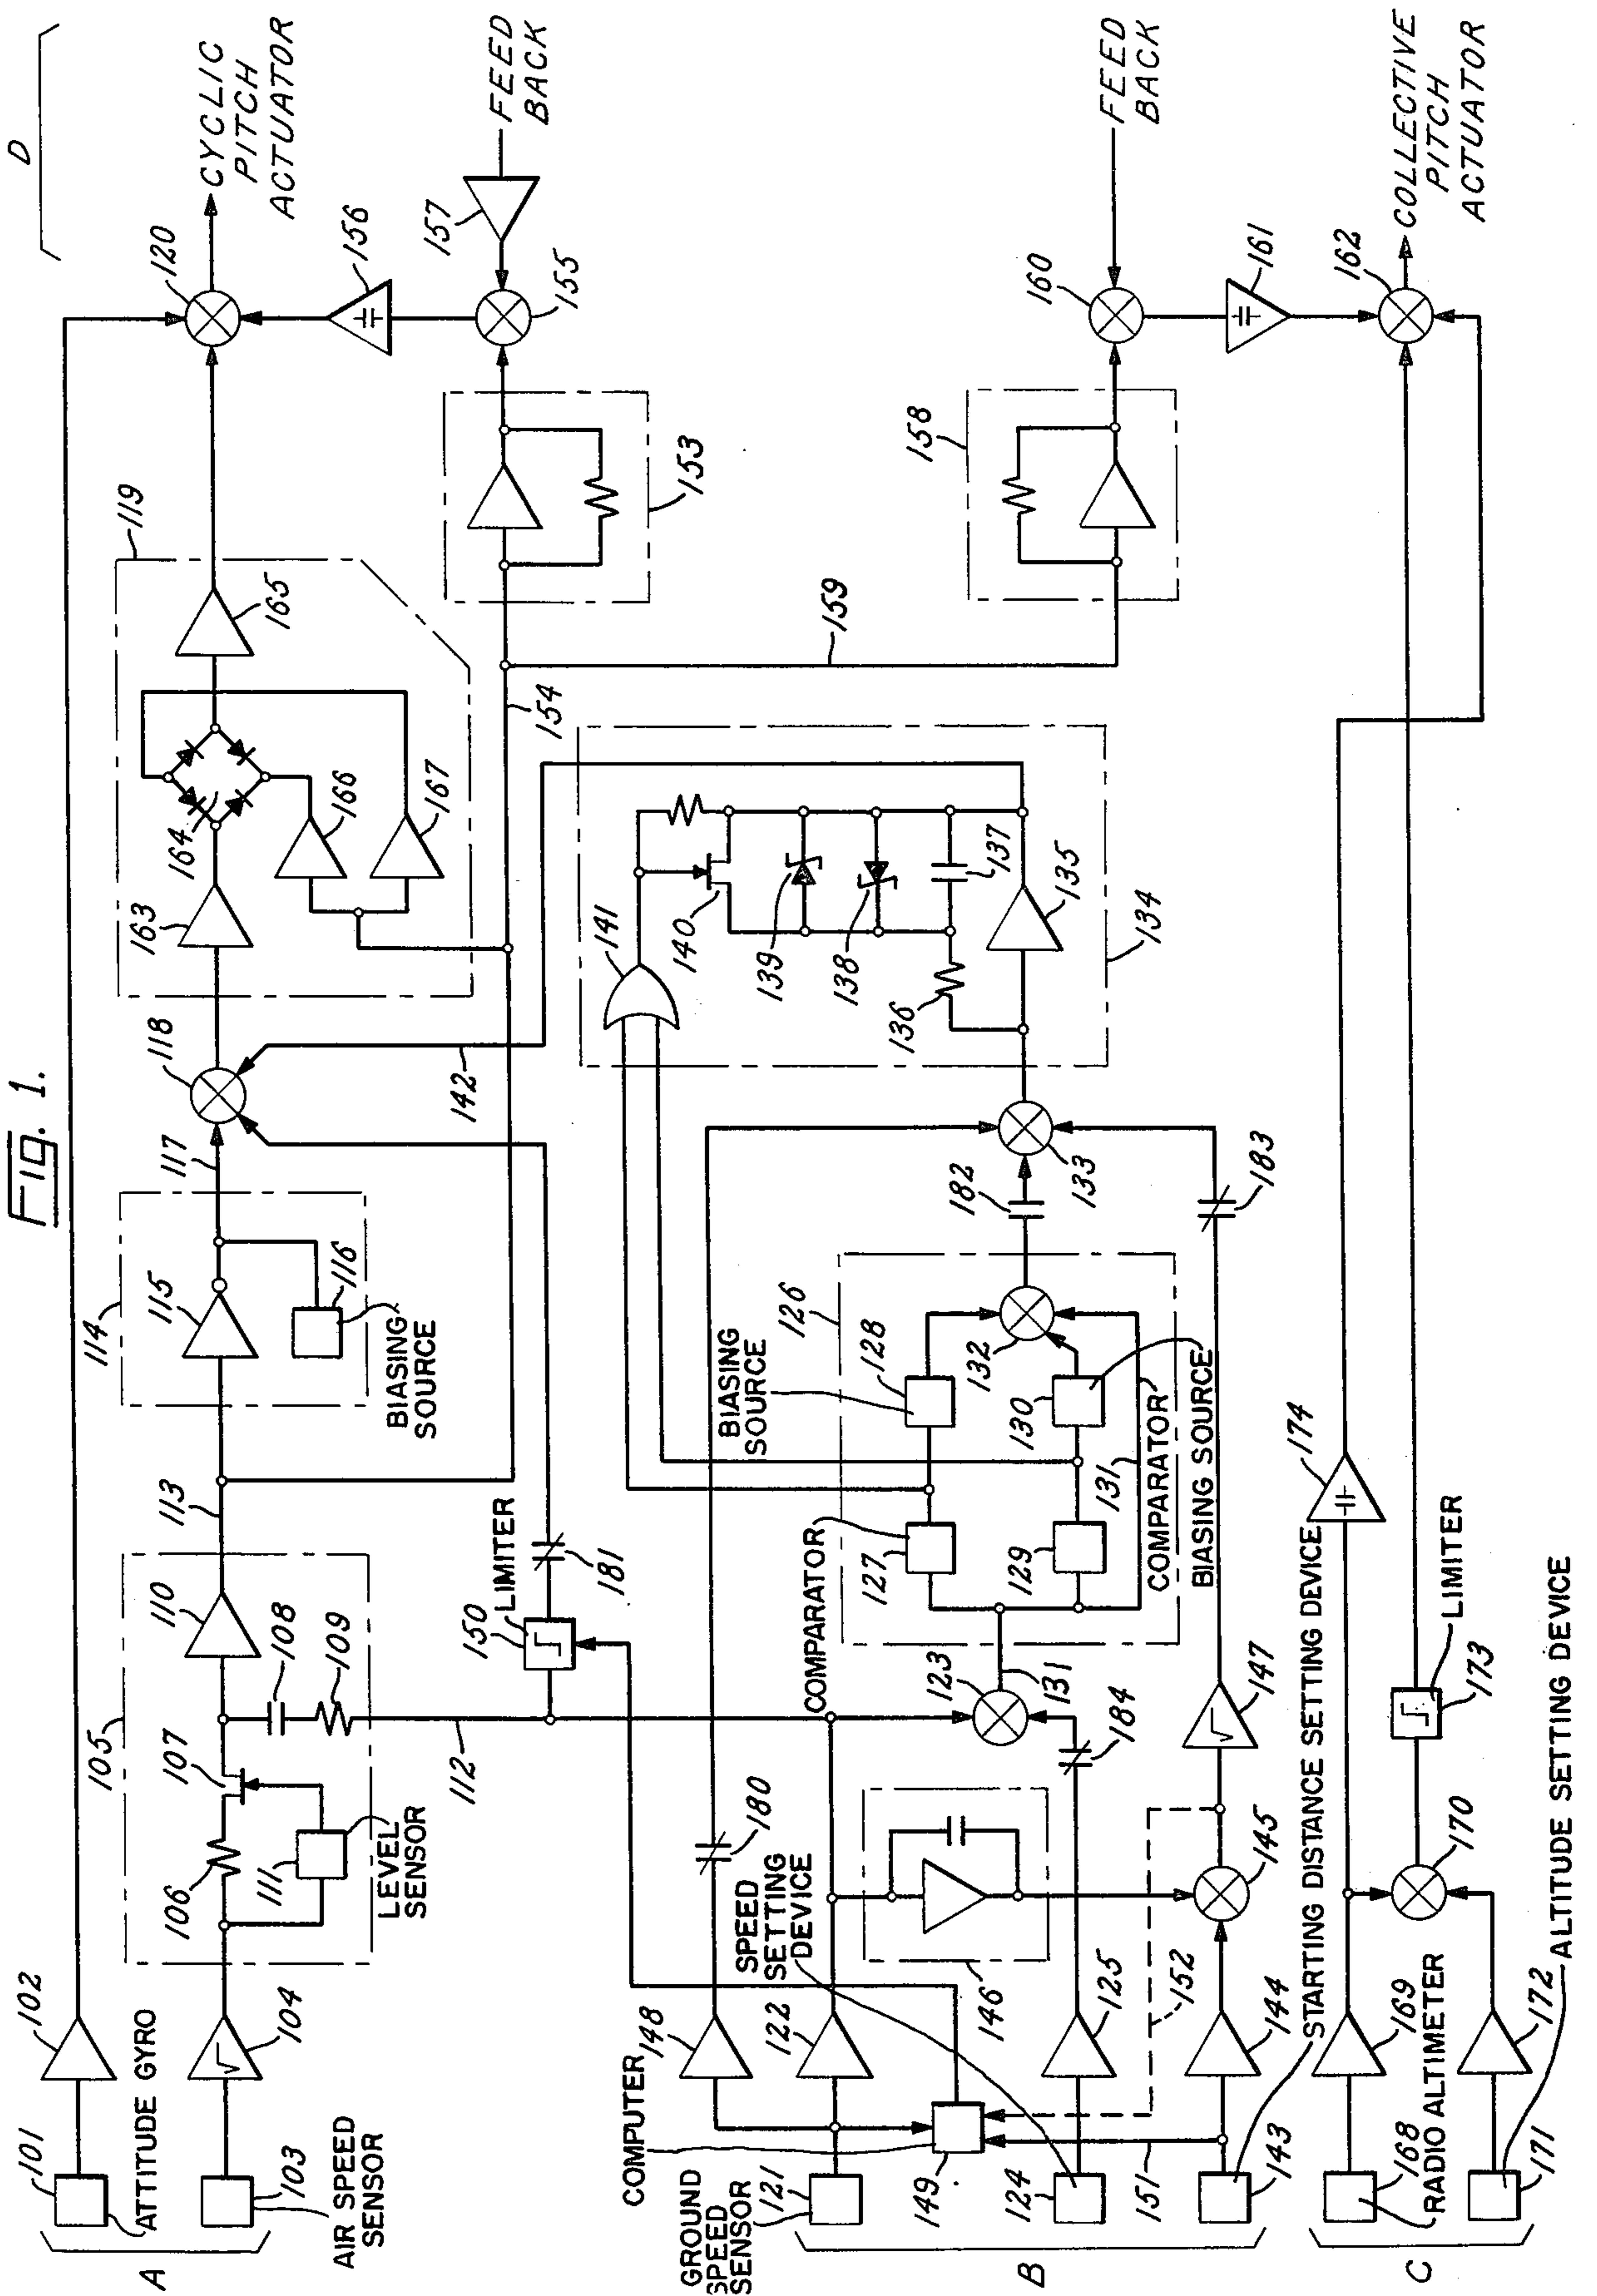 Fig. 1.
A
101
ATTITUDE GYRO
102
103
AIR SPEED
SENSOR
104
105
106
107
108
109
110
111
LEVEL
SENSOR
112
113
114
115
116
BIASING
SOURCE
117
118
119
163
164
165
166
167
120
D
CYCLIC
PITCH
ACTUATOR
156
157
FEED
BACK
155
153
154
159
142
150
LIMITER
181
B
GROUND
SPEED
SENSOR
121
122
COMPUTER
148
149
180
SPEED
SETTING
DEVICE
124
125
146
184
123
131
COMPARATOR
126
127
BIASING
SOURCE
128
129
130
131
132
COMPARATOR
BIASING SOURCE
182
133
183
134
135
136
137
138
139
140
141
143
144
145
147
151
152
STARTING DISTANCE SETTING DEVICE
158
FEED
BACK
160
161
162
COLLECTIVE
PITCH
ACTUATOR
C
168
RADIO ALTIMETER
169
170
171
172
ALTITUDE SETTING DEVICE
173
LIMITER
174